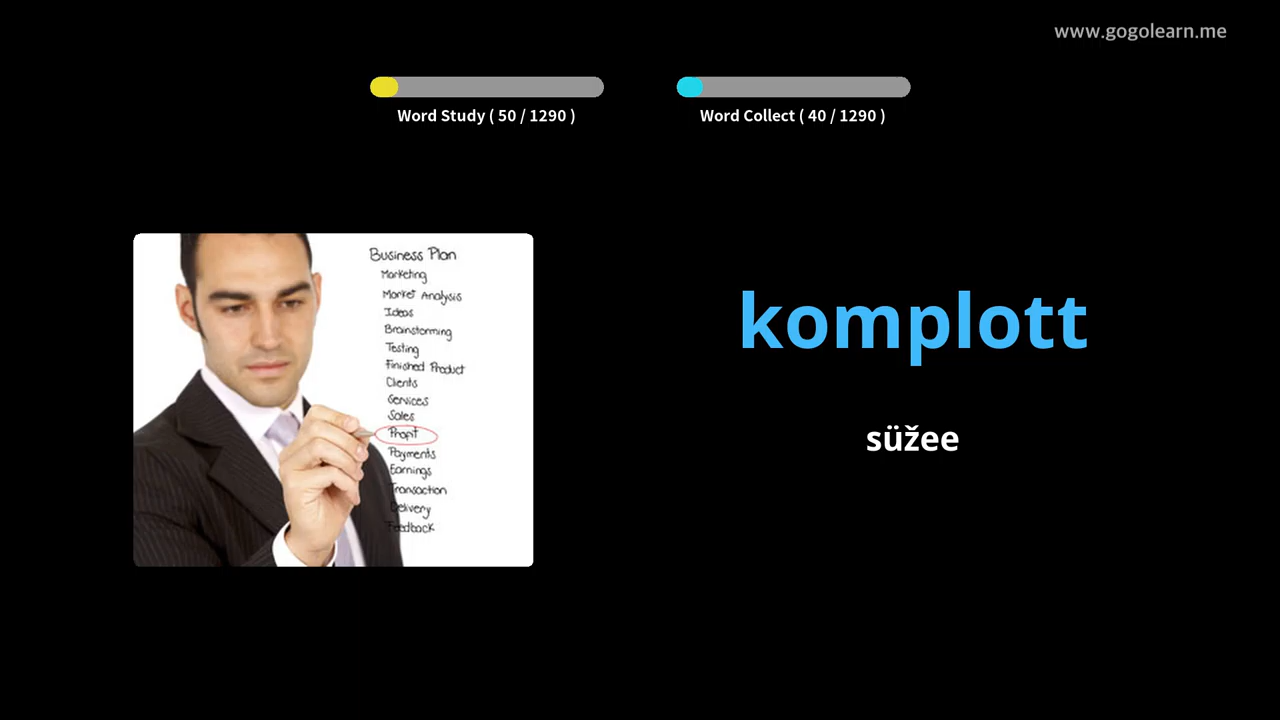 www.gogolearn.me
Word Study ( 50 / 1290 )
Word Collect ( 40 / 1290 )
Business Plan
Marketing
Market Analysis
Ideas
Brainstorming
Testing
Finished Product
Clients
Services
Sales
Profit
Payments
Earnings
Transaction
Delivery
Feedback
komplott
süžee